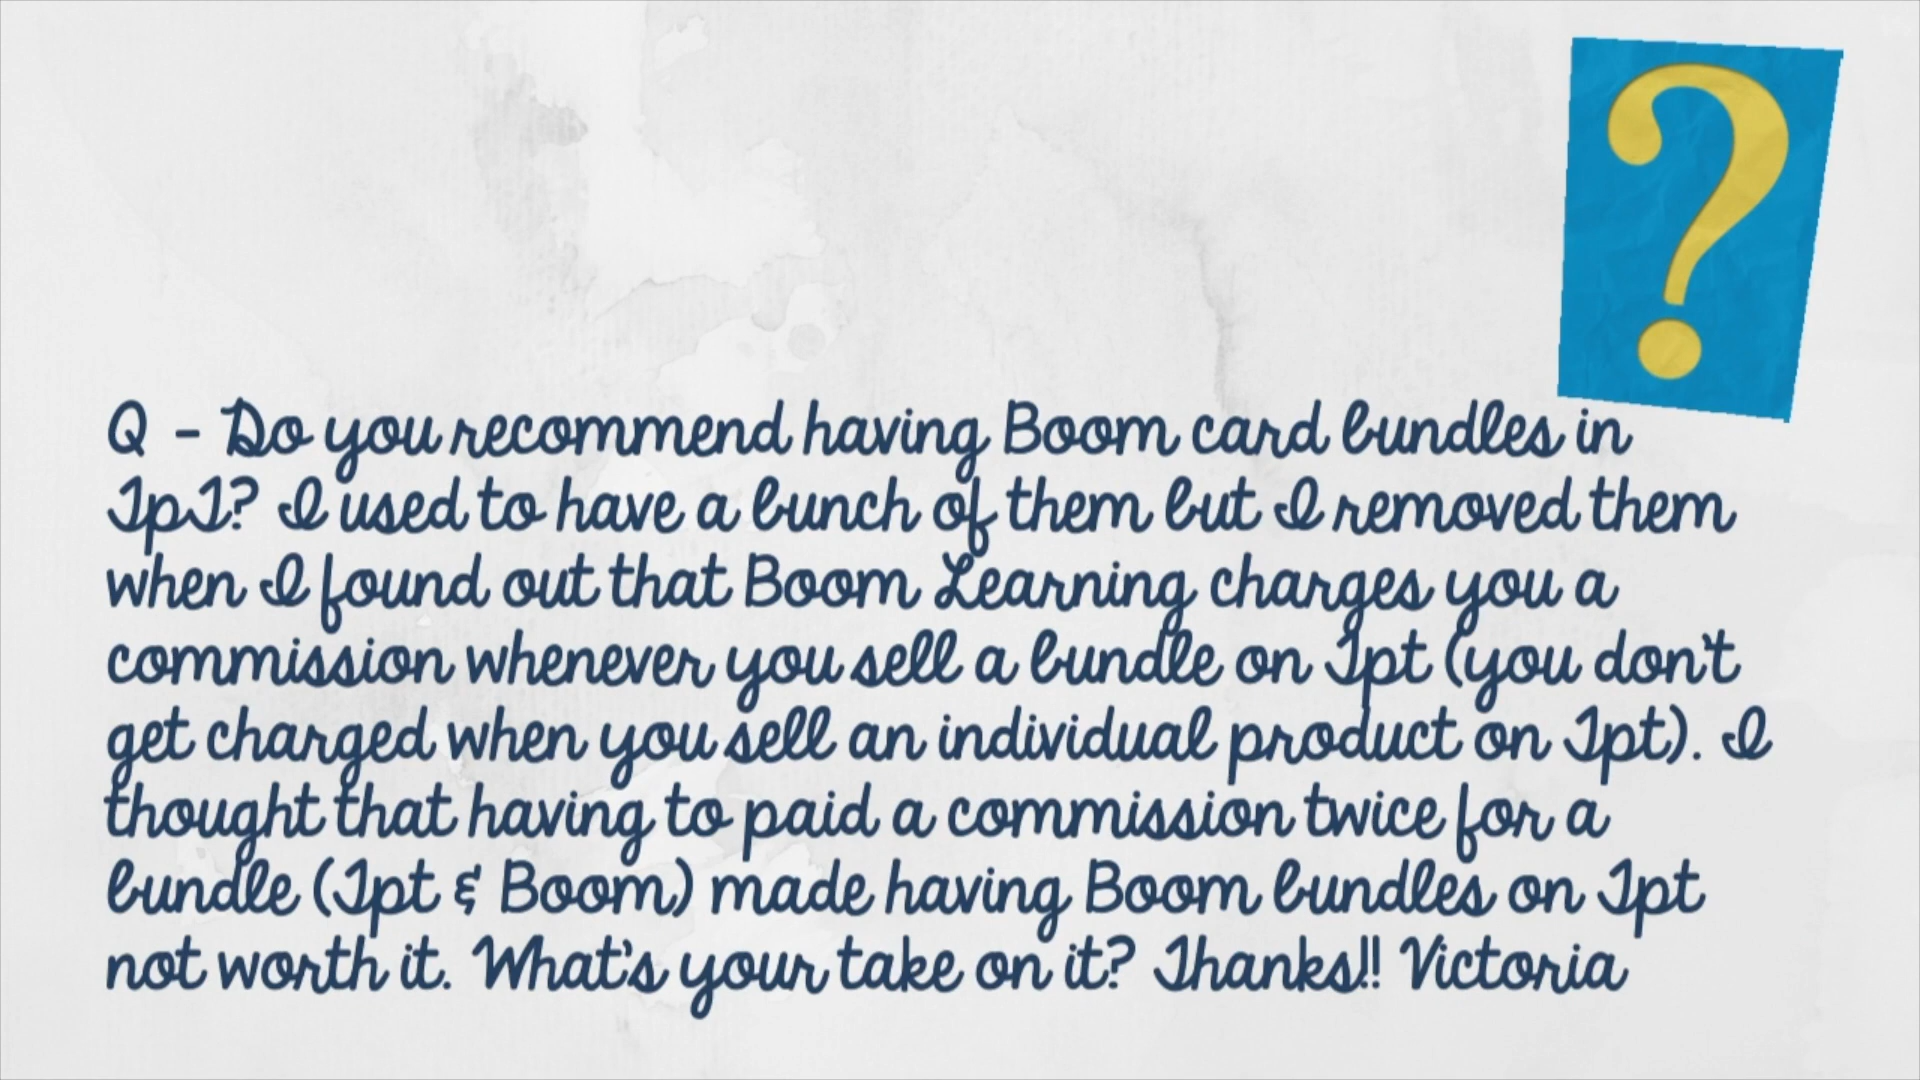 ?
Q - Do you recommend having Boom card bundles in
TpT? I used to have a bunch of them but I removed them
when I found out that Boom Learning charges you a
commission whenever you sell a bundle on Tpt (you don't
get charged when you sell an individual product on Tpt). I
thought that having to paid a commission twice for a
bundle (Tpt & Boom) made having Boom bundles on Tpt
not worth it. What's your take on it? Thanks!! Victoria